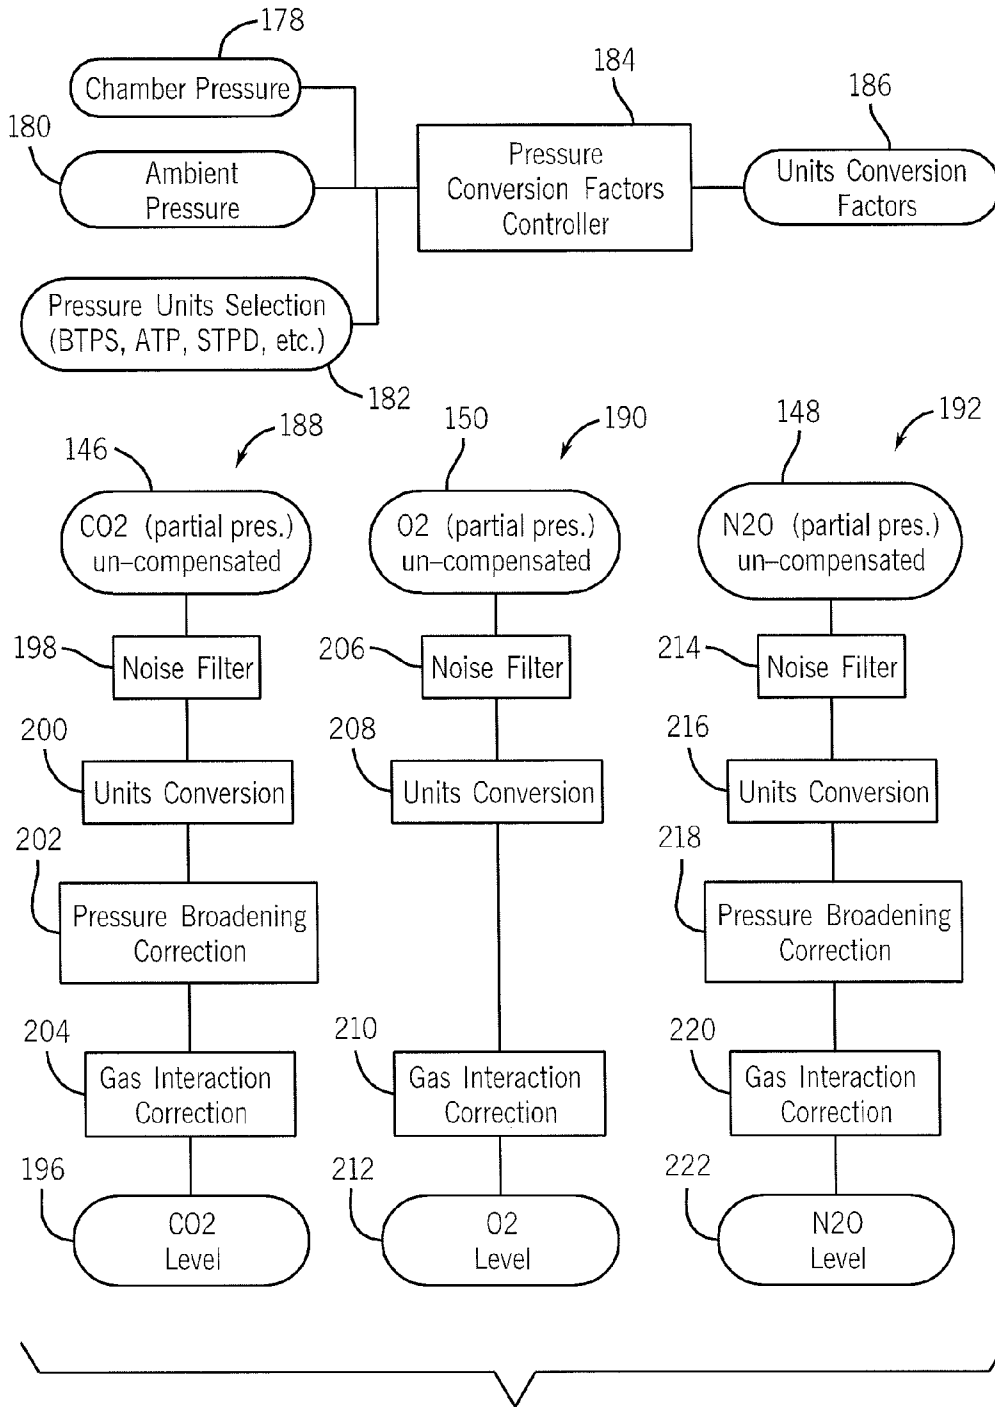 178
Chamber Pressure
180
Ambient
Pressure
Pressure Units Selection
(BTPS, ATP, STPD, etc.)
182
184
Pressure
Conversion Factors
Controller
186
Units Conversion
Factors
188
146
CO2 (partial pres.)
un-compensated
198
Noise Filter
200
Units Conversion
202
Pressure Broadening
Correction
204
Gas Interaction
Correction
196
CO2
Level
190
150
O2 (partial pres.)
un-compensated
206
Noise Filter
208
Units Conversion
210
Gas Interaction
Correction
212
O2
Level
192
148
N2O (partial pres.)
un-compensated
214
Noise Filter
216
Units Conversion
218
Pressure Broadening
Correction
220
Gas Interaction
Correction
222
N2O
Level